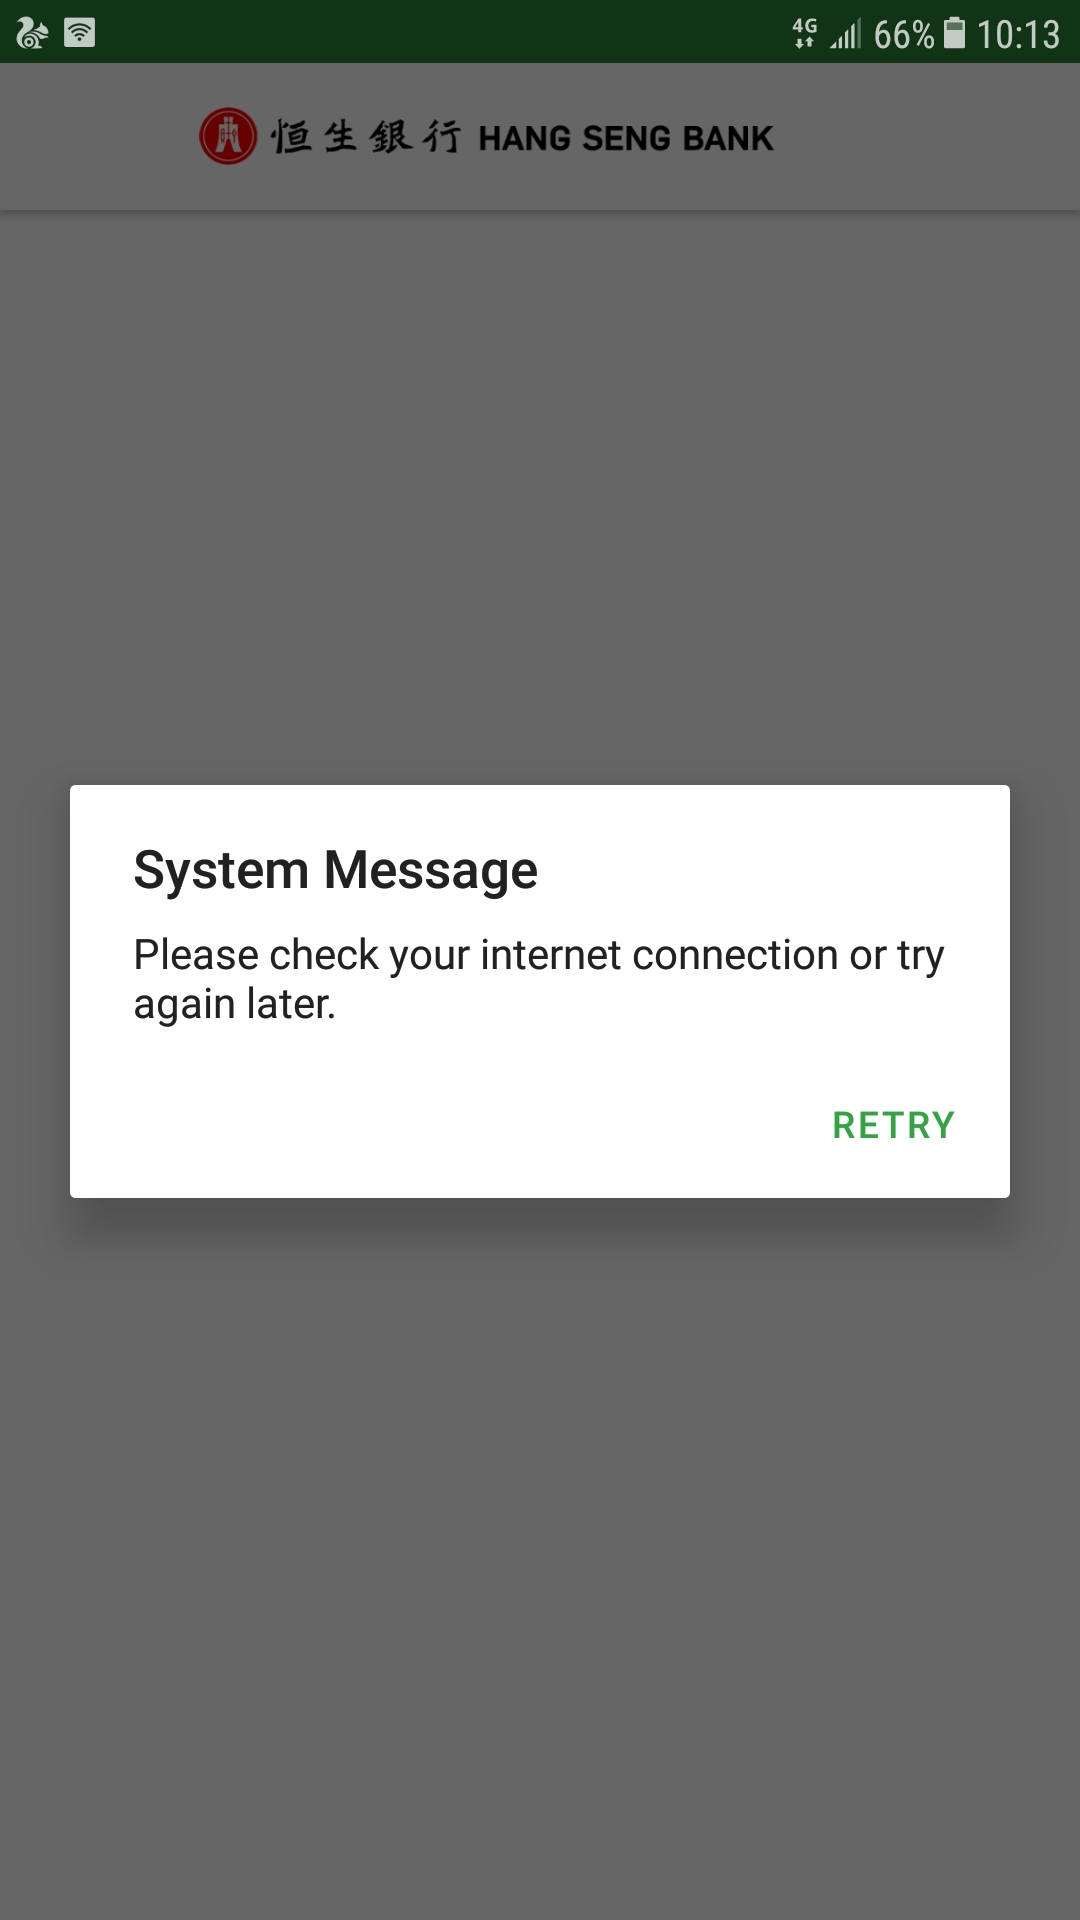 4G 66% 10:13
恒生銀行 HANG SENG BANK
System Message
Please check your internet connection or try
again later.
RETRY